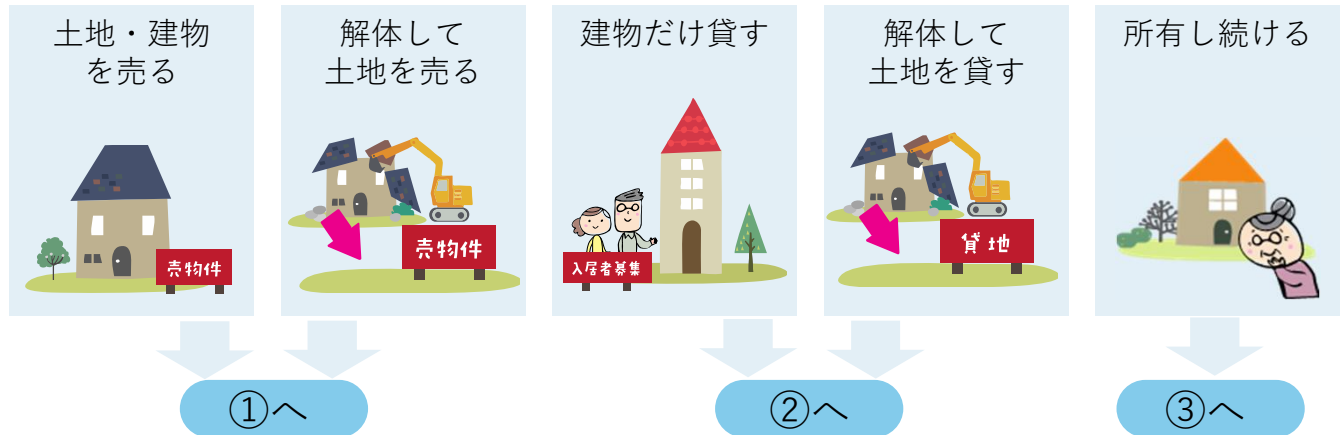 土地・建物
を売る
売物件
解体して
土地を売る
売物件
建物だけ貸す
入居者募集
解体して
土地を貸す
貸地
所有し続ける
①へ
②へ
③へ